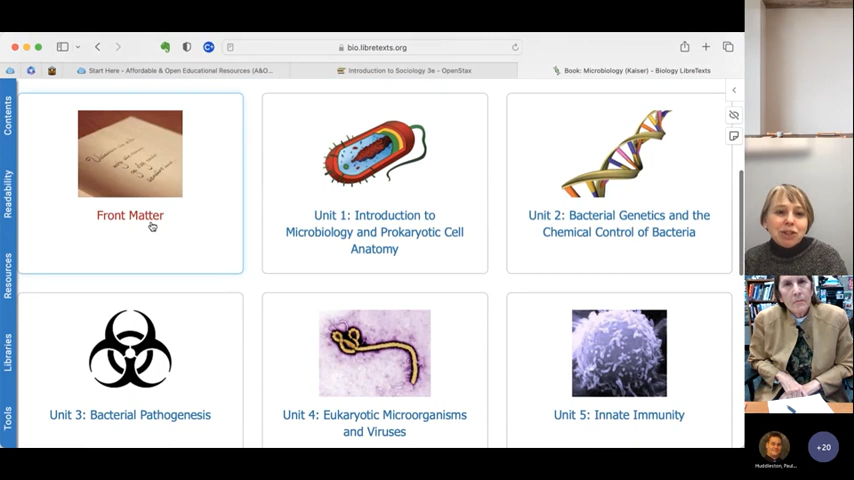 bio.libretexts.org
Start Here - Affordable & Open Educational Resources (A&O...
Introduction to Sociology 3e - OpenStax
Book: Microbiology (Kaiser) - Biology LibreTexts
Contents
Readability
Resources
Libraries
Tools
Front Matter
Unit 1: Introduction to
Microbiology and Prokaryotic Cell
Anatomy
Unit 2: Bacterial Genetics and the
Chemical Control of Bacteria
Unit 3: Bacterial Pathogenesis
Unit 4: Eukaryotic Microorganisms
and Viruses
Unit 5: Innate Immunity
Muddleston, Paul...
+20